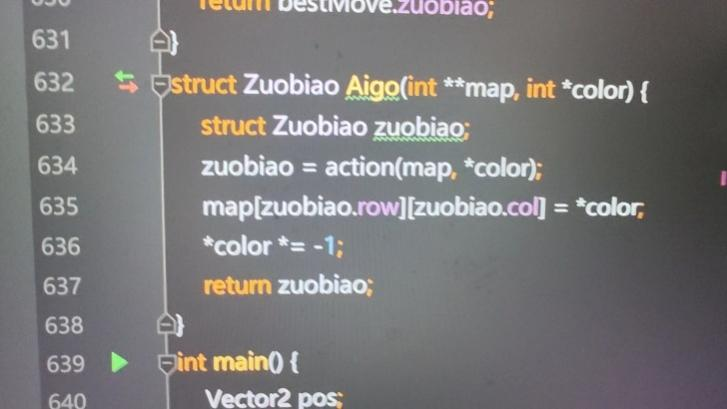 630 return bestMove.zuobiao;
631 }
632 struct Zuobiao Aigo(int **map, int *color) {
633 struct Zuobiao zuobiao;
634 zuobiao = action(map, *color);
635 map[zuobiao.row][zuobiao.col] = *color;
636 *color *= -1;
637 return zuobiao;
638 }
639 int main() {
640 Vector2 pos;